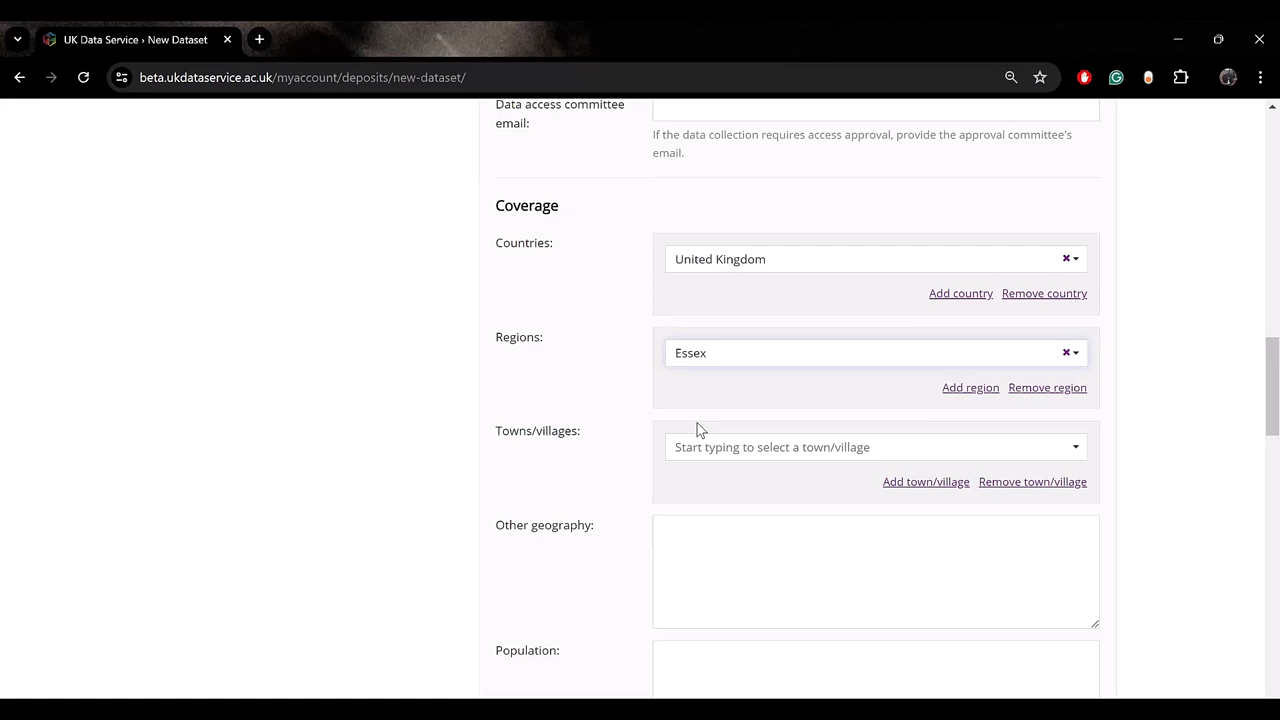 UK Data Service › New Dataset
beta.ukdataservice.ac.uk/myaccount/deposits/new-dataset/
Data access committee
email:
If the data collection requires access approval, provide the approval committee's
email.
Coverage
Countries:
United Kingdom
Add country Remove country
Regions:
Essex
Add region Remove region
Towns/villages:
Start typing to select a town/village
Add town/village Remove town/village
Other geography:
Population: